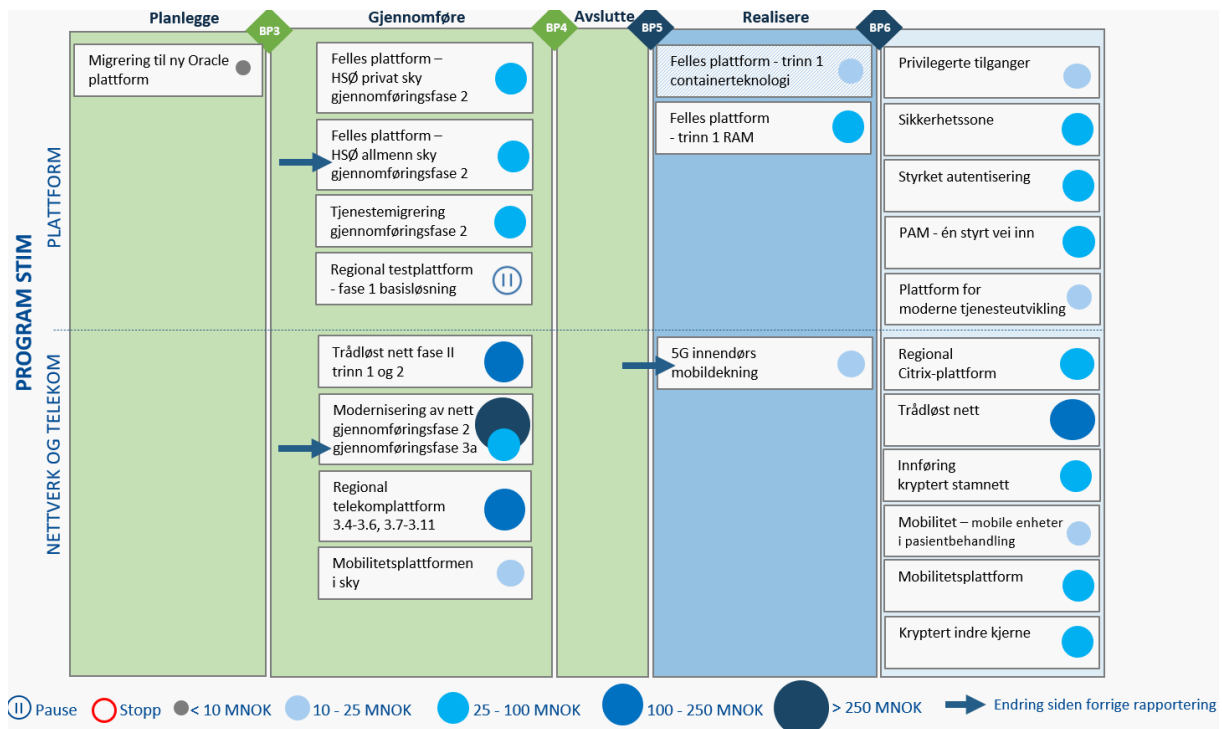 Planlegge
Gjennomføre
Avslutte
Realisere
BP3
BP4
BP5
BP6
PROGRAM STIM
PLATTFORM
Migrering til ny Oracle
plattform
Felles plattform –
HSØ privat sky
gjennomføringsfase 2
Felles plattform –
HSØ allmenn sky
gjennomføringsfase 2
Tjenestemigrering
gjennomføringsfase 2
Regional testplattform
- fase 1 basisløsning
Felles plattform - trinn 1
containerteknologi
Felles plattform
- trinn 1 RAM
Privilegerte tilganger
Sikkerhetssone
Styrket autentisering
PAM - én styrt vei inn
Plattform for
moderne tjenesteutvikling
NETTVERK OG TELEKOM
Trådløst nett fase II
trinn 1 og 2
Modernisering av nett
gjennomføringsfase 2
gjennomføringsfase 3a
Regional
telekomplattform
3.4-3.6, 3.7-3.11
Mobilitetsplattformen
i sky
5G innendørs
mobildekning
Regional
Citrix-plattform
Trådløst nett
Innføring
kryptert stamnett
Mobilitet – mobile enheter
i pasientbehandling
Mobilitetsplattform
Kryptert indre kjerne
Pause
Stopp
< 10 MNOK
10 - 25 MNOK
25 - 100 MNOK
100 - 250 MNOK
> 250 MNOK
Endring siden forrige rapportering